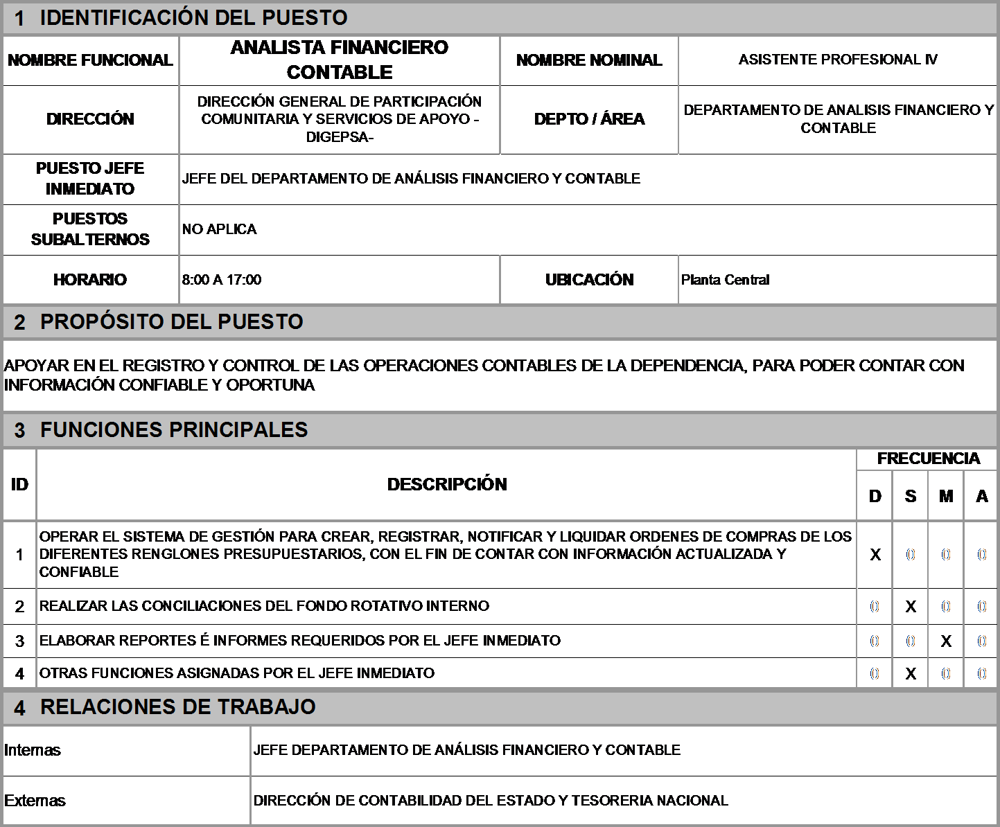 1 IDENTIFICACIÓN DEL PUESTO
NOMBRE FUNCIONAL
ANALISTA FINANCIERO
CONTABLE
NOMBRE NOMINAL
ASISTENTE PROFESIONAL IV
DIRECCIÓN
DIRECCIÓN GENERAL DE PARTICIPACIÓN
COMUNITARIA Y SERVICIOS DE APOYO -
DIGEPSA-
DEPTO / ÁREA
DEPARTAMENTO DE ANALISIS FINANCIERO Y
CONTABLE
PUESTO JEFE
INMEDIATO
JEFE DEL DEPARTAMENTO DE ANÁLISIS FINANCIERO Y CONTABLE
PUESTOS
SUBALTERNOS
NO APLICA
HORARIO
8:00 A 17:00
UBICACIÓN
Planta Central
2 PROPÓSITO DEL PUESTO
APOYAR EN EL REGISTRO Y CONTROL DE LAS OPERACIONES CONTABLES DE LA DEPENDENCIA, PARA PODER CONTAR CON
INFORMACIÓN CONFIABLE Y OPORTUNA
3 FUNCIONES PRINCIPALES
ID
DESCRIPCIÓN
FRECUENCIA
D S M A
1
OPERAR EL SISTEMA DE GESTIÓN PARA CREAR, REGISTRAR, NOTIFICAR Y LIQUIDAR ORDENES DE COMPRAS DE LOS
DIFERENTES RENGLONES PRESUPUESTARIOS, CON EL FIN DE CONTAR CON INFORMACIÓN ACTUALIZADA Y
CONFIABLE
X 0 0 0
2 REALIZAR LAS CONCILIACIONES DEL FONDO ROTATIVO INTERNO 0 X 0 0
3 ELABORAR REPORTES É INFORMES REQUERIDOS POR EL JEFE INMEDIATO 0 0 X 0
4 OTRAS FUNCIONES ASIGNADAS POR EL JEFE INMEDIATO 0 X 0 0
4 RELACIONES DE TRABAJO
Internas
JEFE DEPARTAMENTO DE ANÁLISIS FINANCIERO Y CONTABLE
Externas
DIRECCIÓN DE CONTABILIDAD DEL ESTADO Y TESORERIA NACIONAL